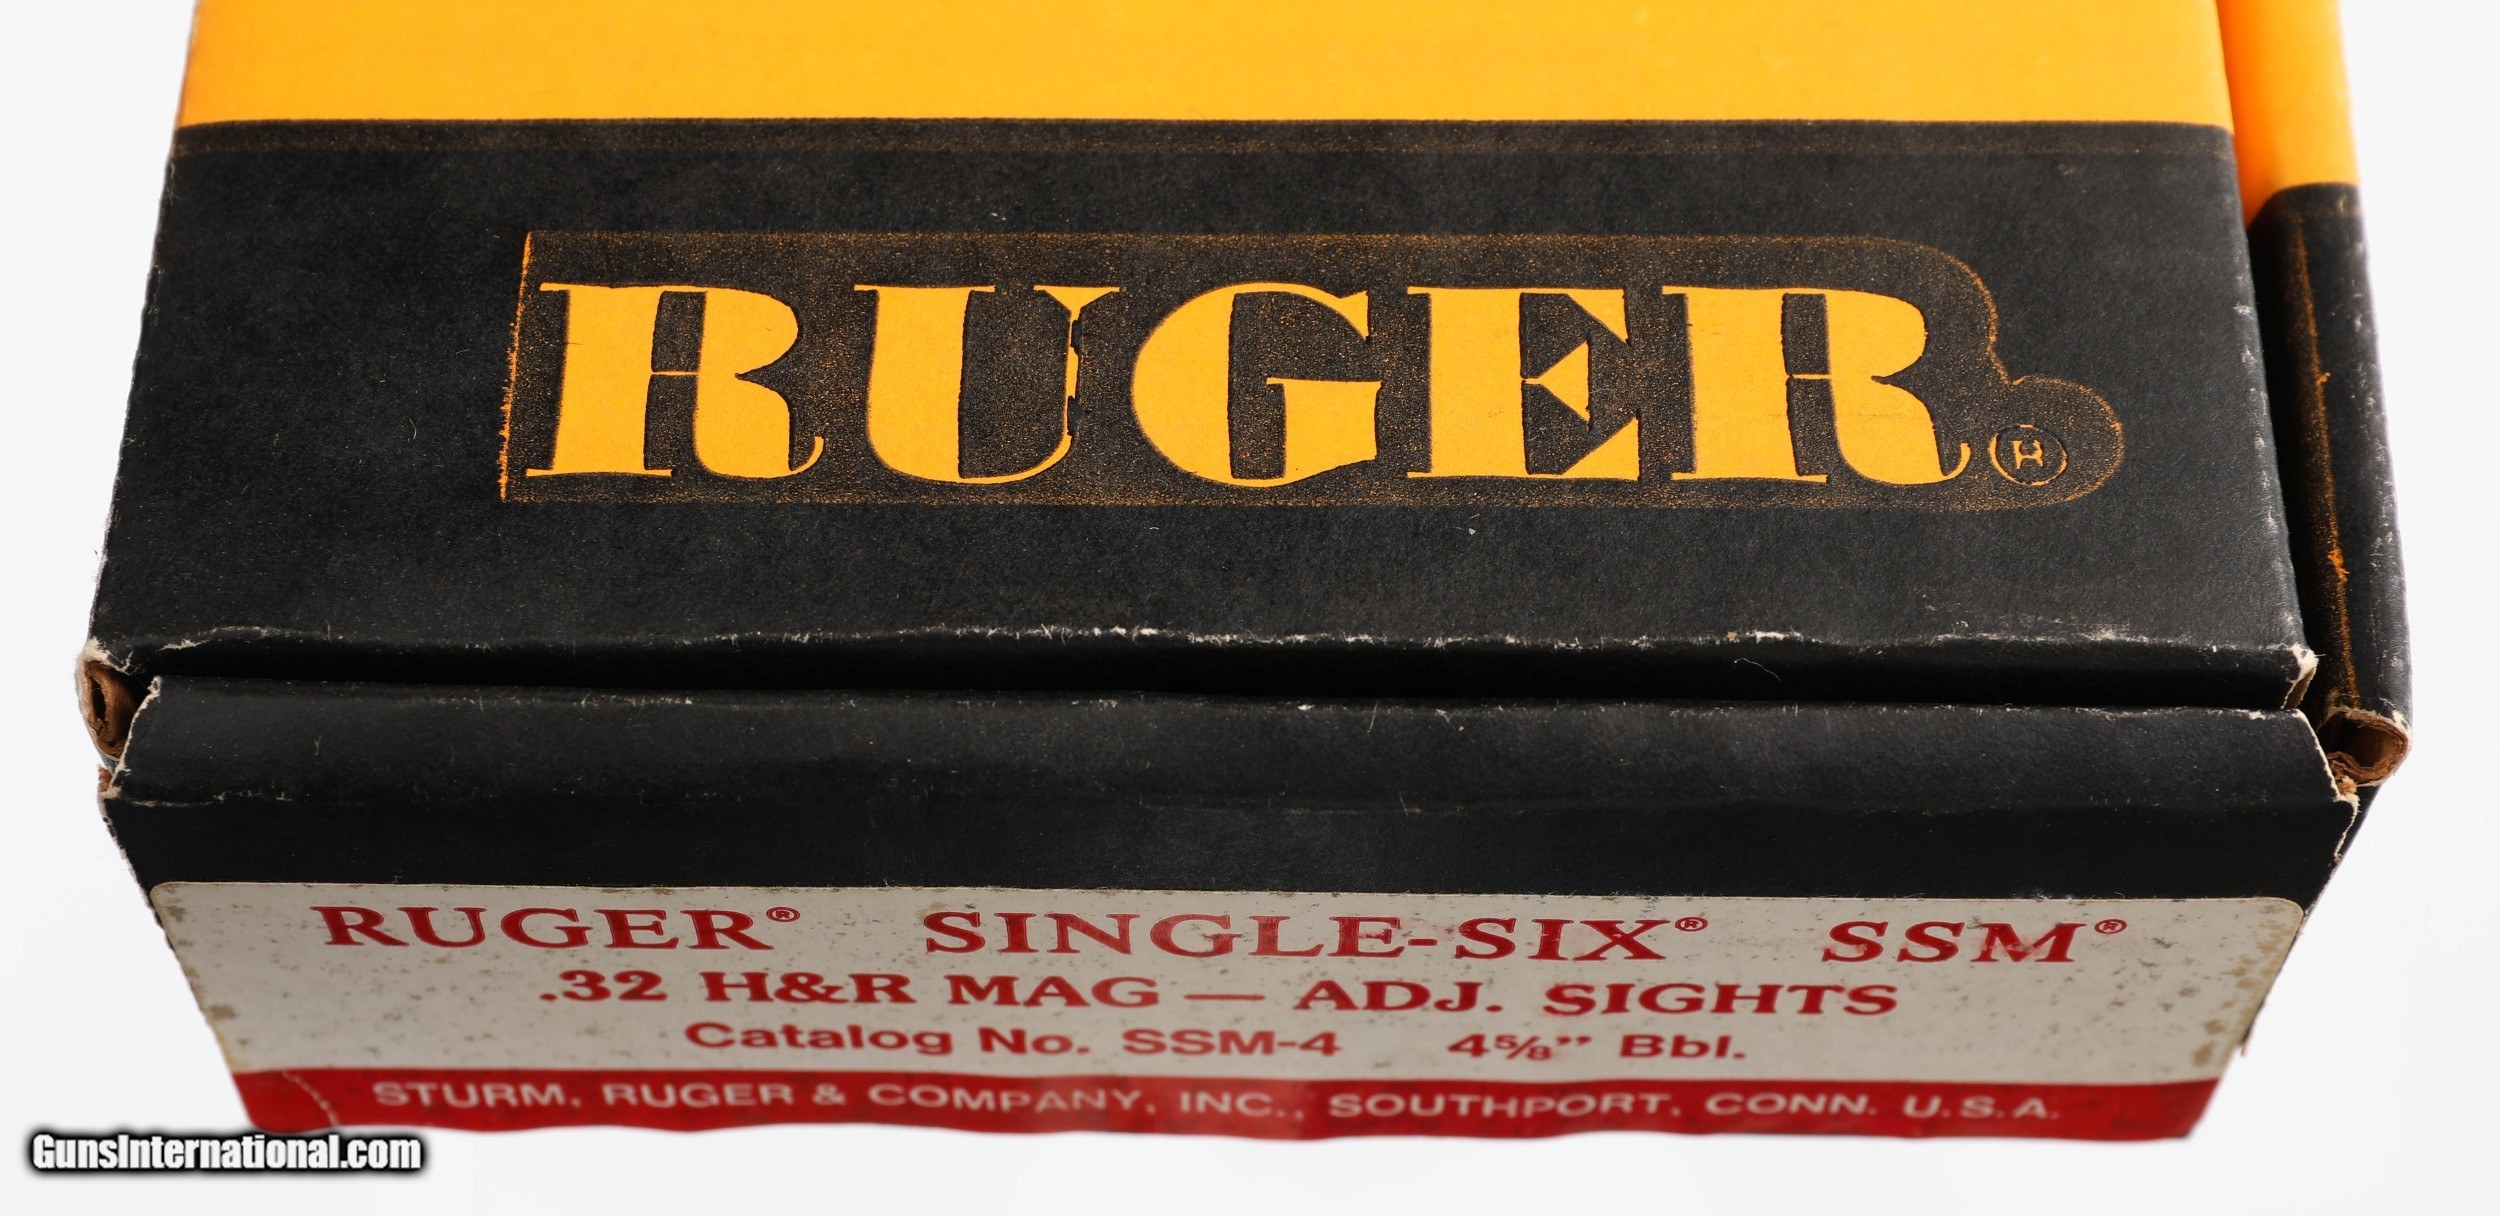 RUGER®
RUGER® SINGLE-SIX® SSM®
.32 H&R MAG — ADJ. SIGHTS
Catalog No. SSM-4 4⅝" Bbl.
STURM, RUGER & COMPANY, INC., SOUTHPORT, CONN. U.S.A.
GunsInternational.com